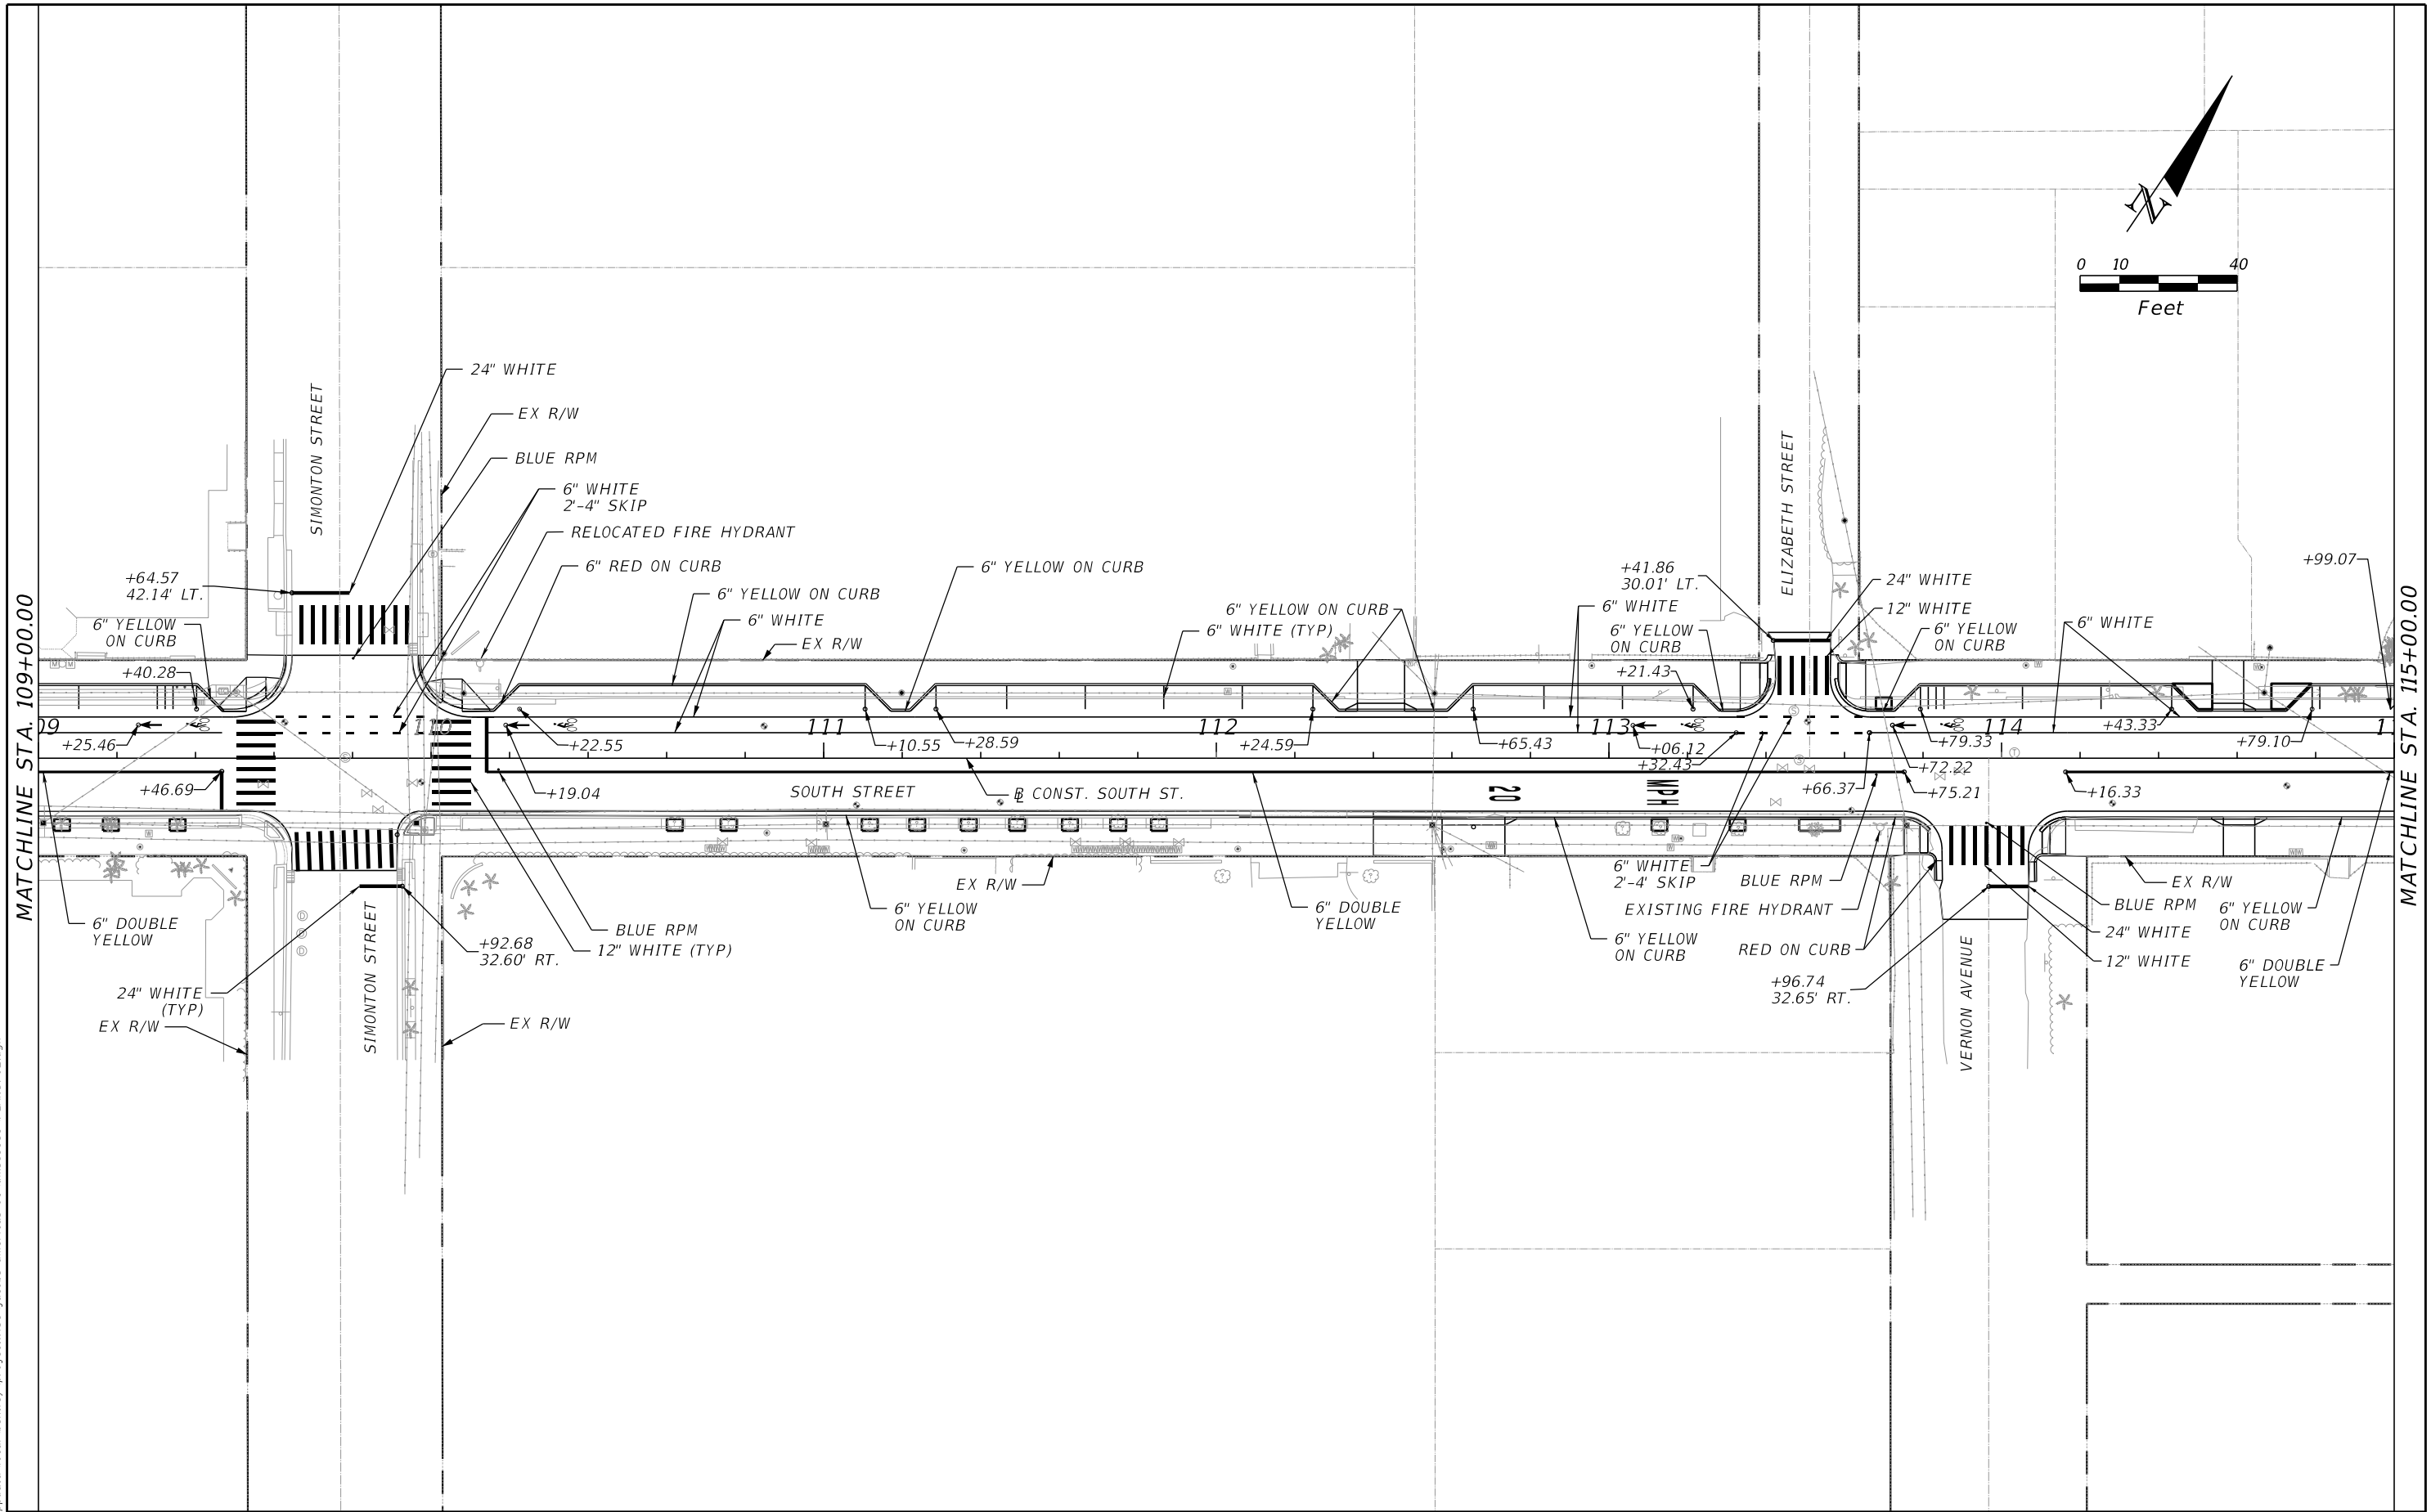 0 10 40
Feet
24" WHITE
EX R/W
BLUE RPM
6" WHITE
2'-4" SKIP
RELOCATED FIRE HYDRANT
6" RED ON CURB
6" YELLOW ON CURB
6" WHITE
EX R/W
SIMONTON STREET
+64.57
42.14' LT.
6" YELLOW
ON CURB
+40.28
6" YELLOW ON CURB
6" YELLOW ON CURB
6" WHITE (TYP)
6" WHITE
+41.86
30.01' LT.
6" YELLOW
ON CURB
+21.43
ELIZABETH STREET
24" WHITE
12" WHITE
6" YELLOW
ON CURB
6" WHITE
+99.07
MATCHLINE STA. 109+00.00
MATCHLINE STA. 115+00.00
09
110
111
112
113
114
1
+25.46
+22.55
+10.55
+28.59
+24.59
+65.43
+06.12
+32.43
+79.33
+72.22
+43.33
+79.10
+46.69
+19.04
SOUTH STREET
BL CONST. SOUTH ST.
20
MPH
+66.37
+75.21
+16.33
6" DOUBLE
YELLOW
24" WHITE
(TYP)
EX R/W
SIMONTON STREET
+92.68
32.60' RT.
EX R/W
BLUE RPM
12" WHITE (TYP)
6" YELLOW
ON CURB
EX R/W
6" DOUBLE
YELLOW
6" WHITE
2'-4' SKIP
BLUE RPM
EXISTING FIRE HYDRANT
6" YELLOW
ON CURB
RED ON CURB
+96.74
32.65' RT.
VERNON AVENUE
EX R/W
BLUE RPM
24" WHITE
12" WHITE
6" YELLOW
ON CURB
6" DOUBLE
YELLOW
N